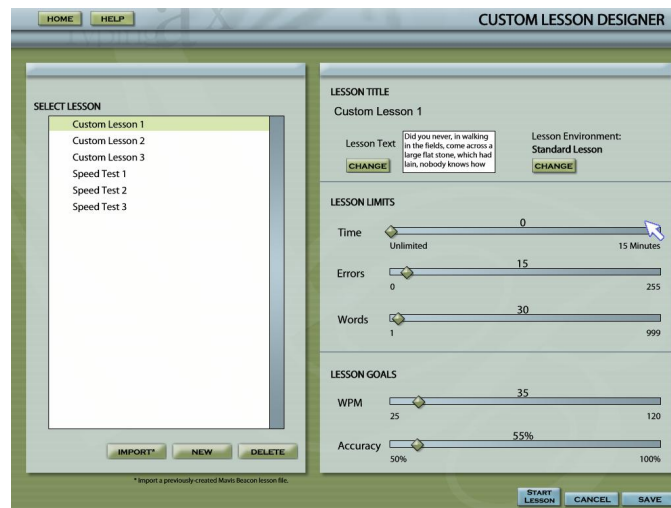 HOME HELP
CUSTOM LESSON DESIGNER
Typing
SELECT LESSON
Custom Lesson 1
Custom Lesson 2
Custom Lesson 3
Speed Test 1
Speed Test 2
Speed Test 3
IMPORT* NEW DELETE
* Import a previously-created Mavis Beacon lesson file.
LESSON TITLE
Custom Lesson 1
Lesson Text
CHANGE
Did you never, in walking
in the fields, come across a
large flat stone, which had
lain, nobody knows how
Lesson Environment:
Standard Lesson
CHANGE
LESSON LIMITS
Time
0
Unlimited 15 Minutes
Errors
15
0 255
Words
30
1 999
LESSON GOALS
WPM
35
25 120
Accuracy
55%
50% 100%
START
LESSON
CANCEL SAVE